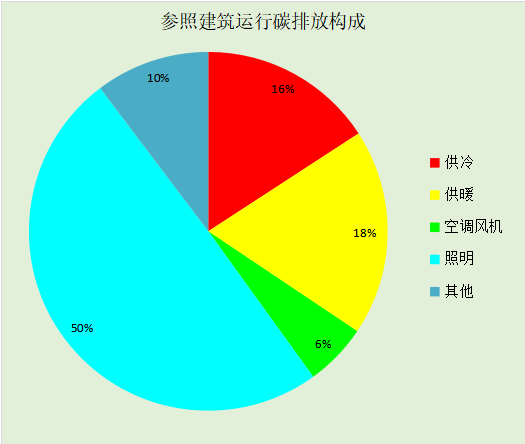 参照建筑运行碳排放构成
10%
16%
18%
6%
50%
供冷
供暖
空调风机
照明
其他